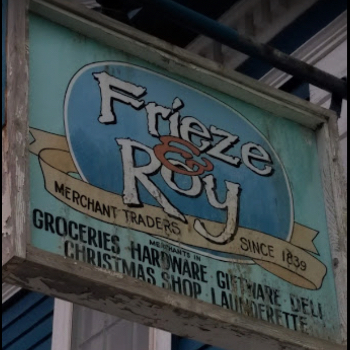 Frieze
&
Roy
MERCHANT TRADERS SINCE 1839
MERCHANTS IN
GROCERIES HARDWARE GIFTWARE DELI
CHRISTMAS SHOP LAUNDERETTE